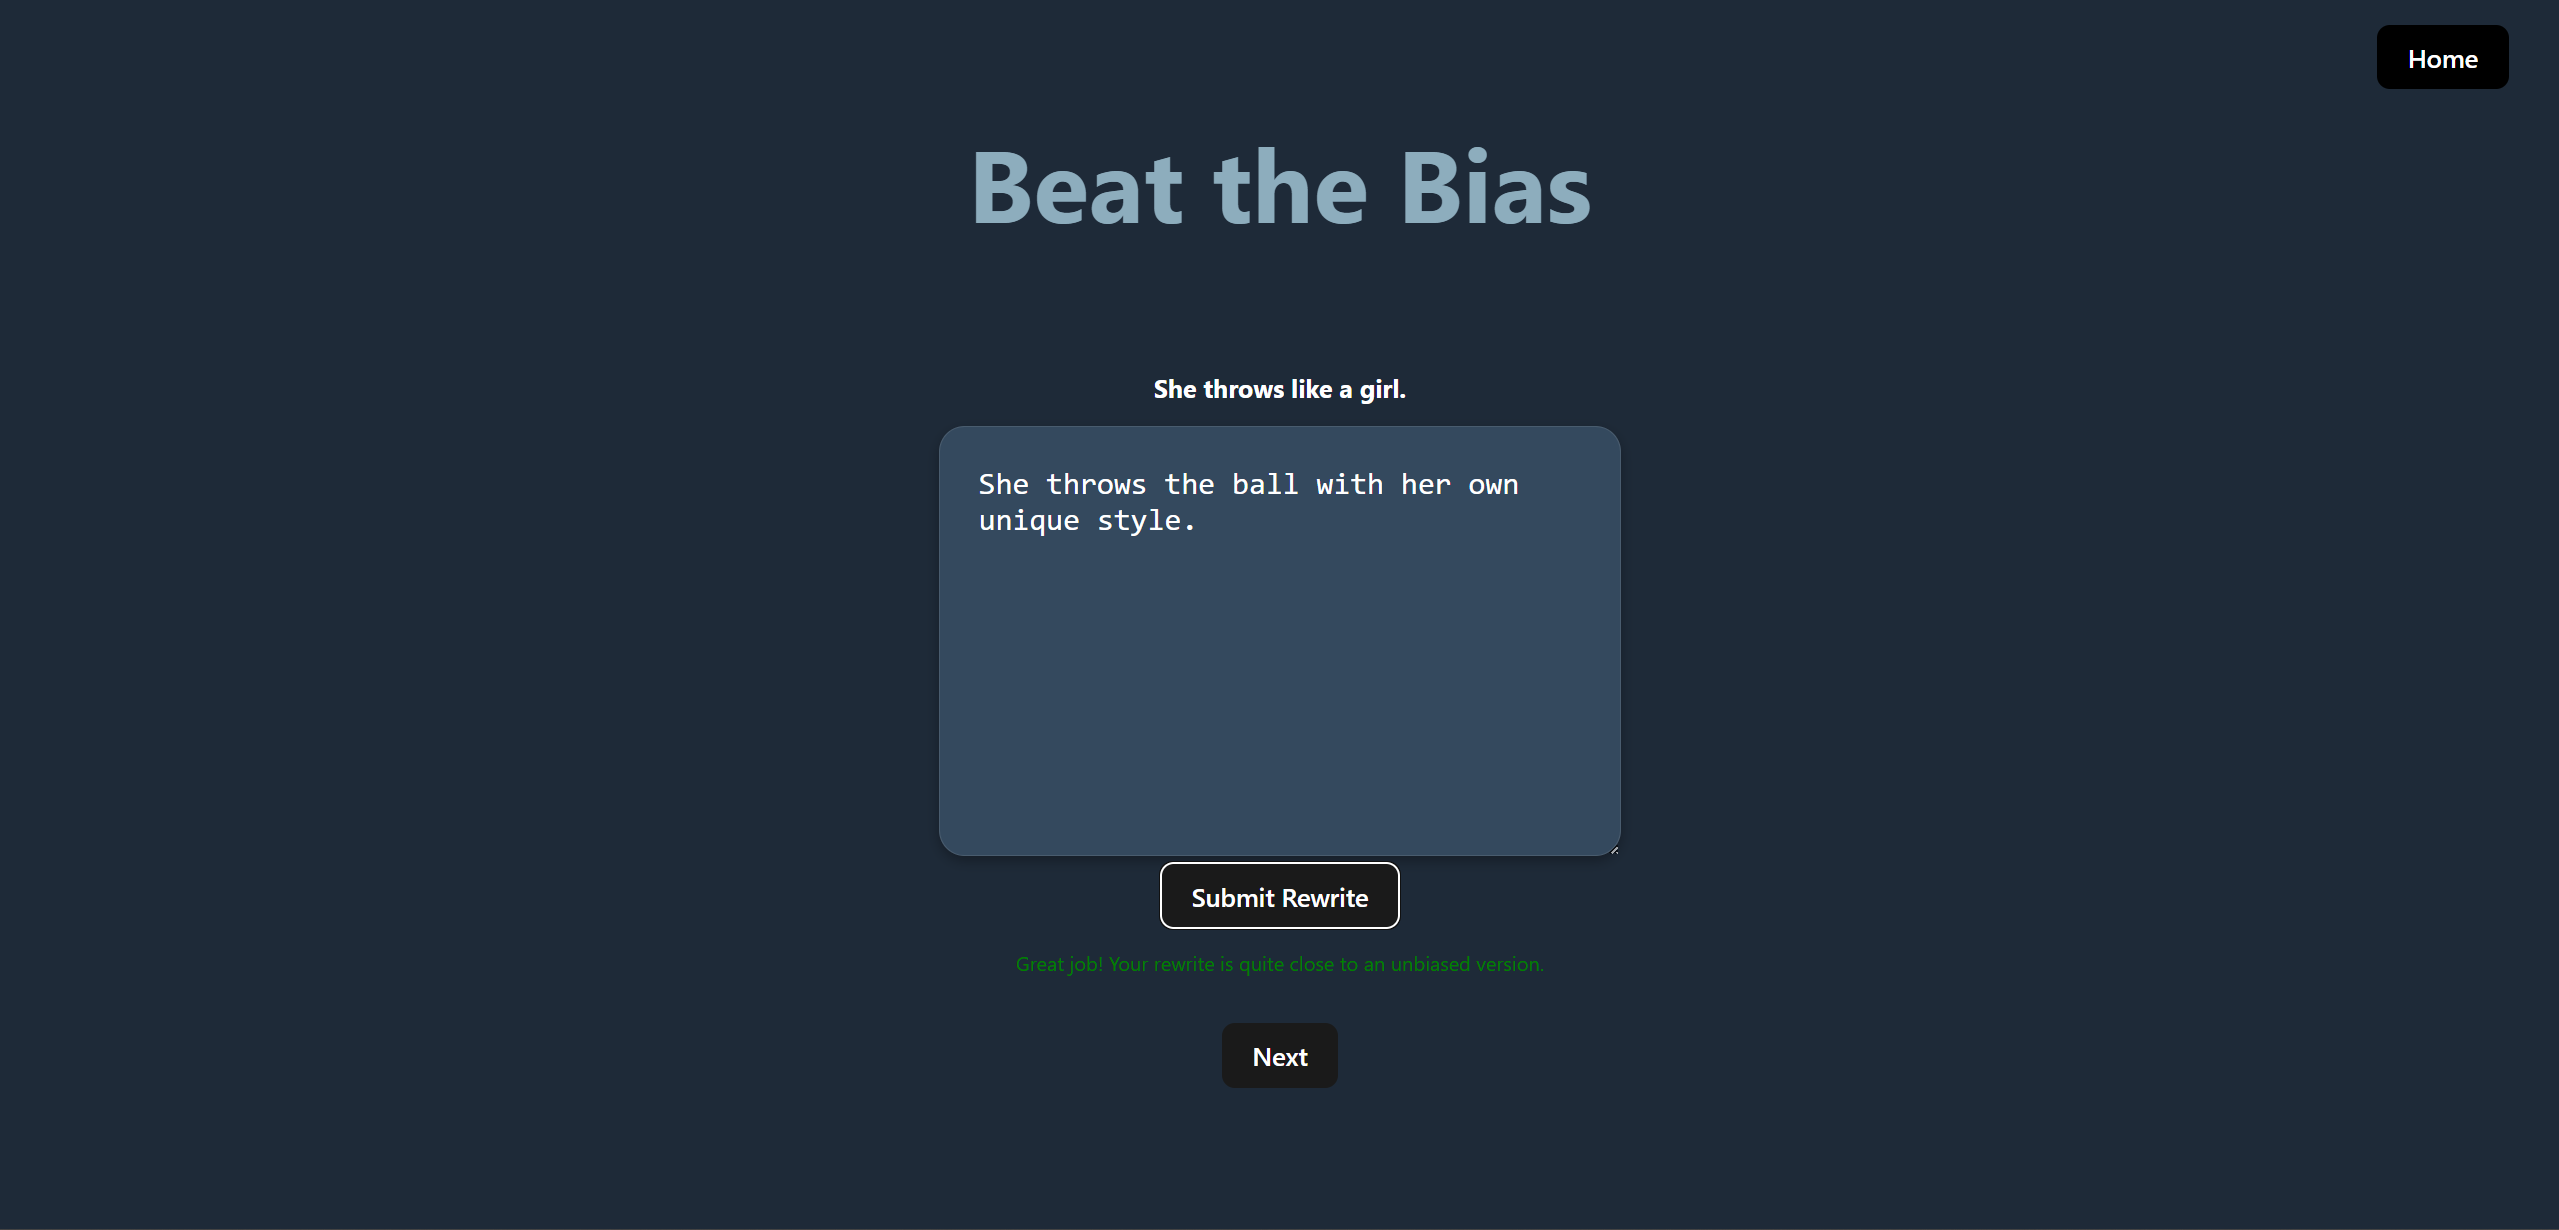 Home
Beat the Bias
She throws like a girl.
She throws the ball with her own
unique style.
Submit Rewrite
Great job! Your rewrite is quite close to an unbiased version.
Next